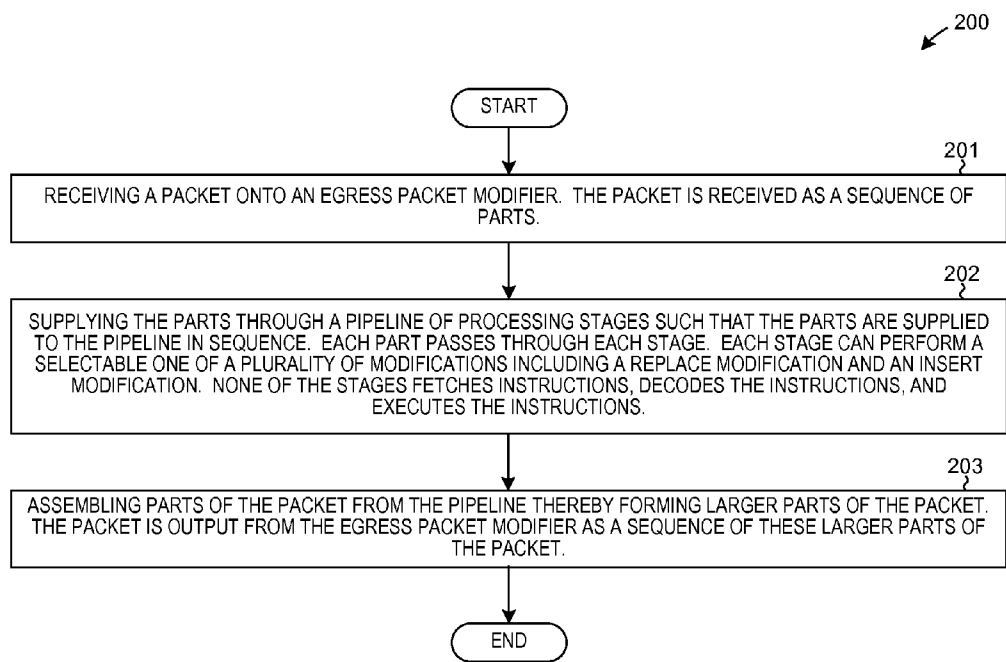 200
START
201
RECEIVING A PACKET ONTO AN EGRESS PACKET MODIFIER. THE PACKET IS RECEIVED AS A SEQUENCE OF
PARTS.
202
SUPPLYING THE PARTS THROUGH A PIPELINE OF PROCESSING STAGES SUCH THAT THE PARTS ARE SUPPLIED
TO THE PIPELINE IN SEQUENCE. EACH PART PASSES THROUGH EACH STAGE. EACH STAGE CAN PERFORM A
SELECTABLE ONE OF A PLURALITY OF MODIFICATIONS INCLUDING A REPLACE MODIFICATION AND AN INSERT
MODIFICATION. NONE OF THE STAGES FETCHES INSTRUCTIONS, DECODES THE INSTRUCTIONS, AND
EXECUTES THE INSTRUCTIONS.
203
ASSEMBLING PARTS OF THE PACKET FROM THE PIPELINE THEREBY FORMING LARGER PARTS OF THE PACKET.
THE PACKET IS OUTPUT FROM THE EGRESS PACKET MODIFIER AS A SEQUENCE OF THESE LARGER PARTS OF
THE PACKET.
END